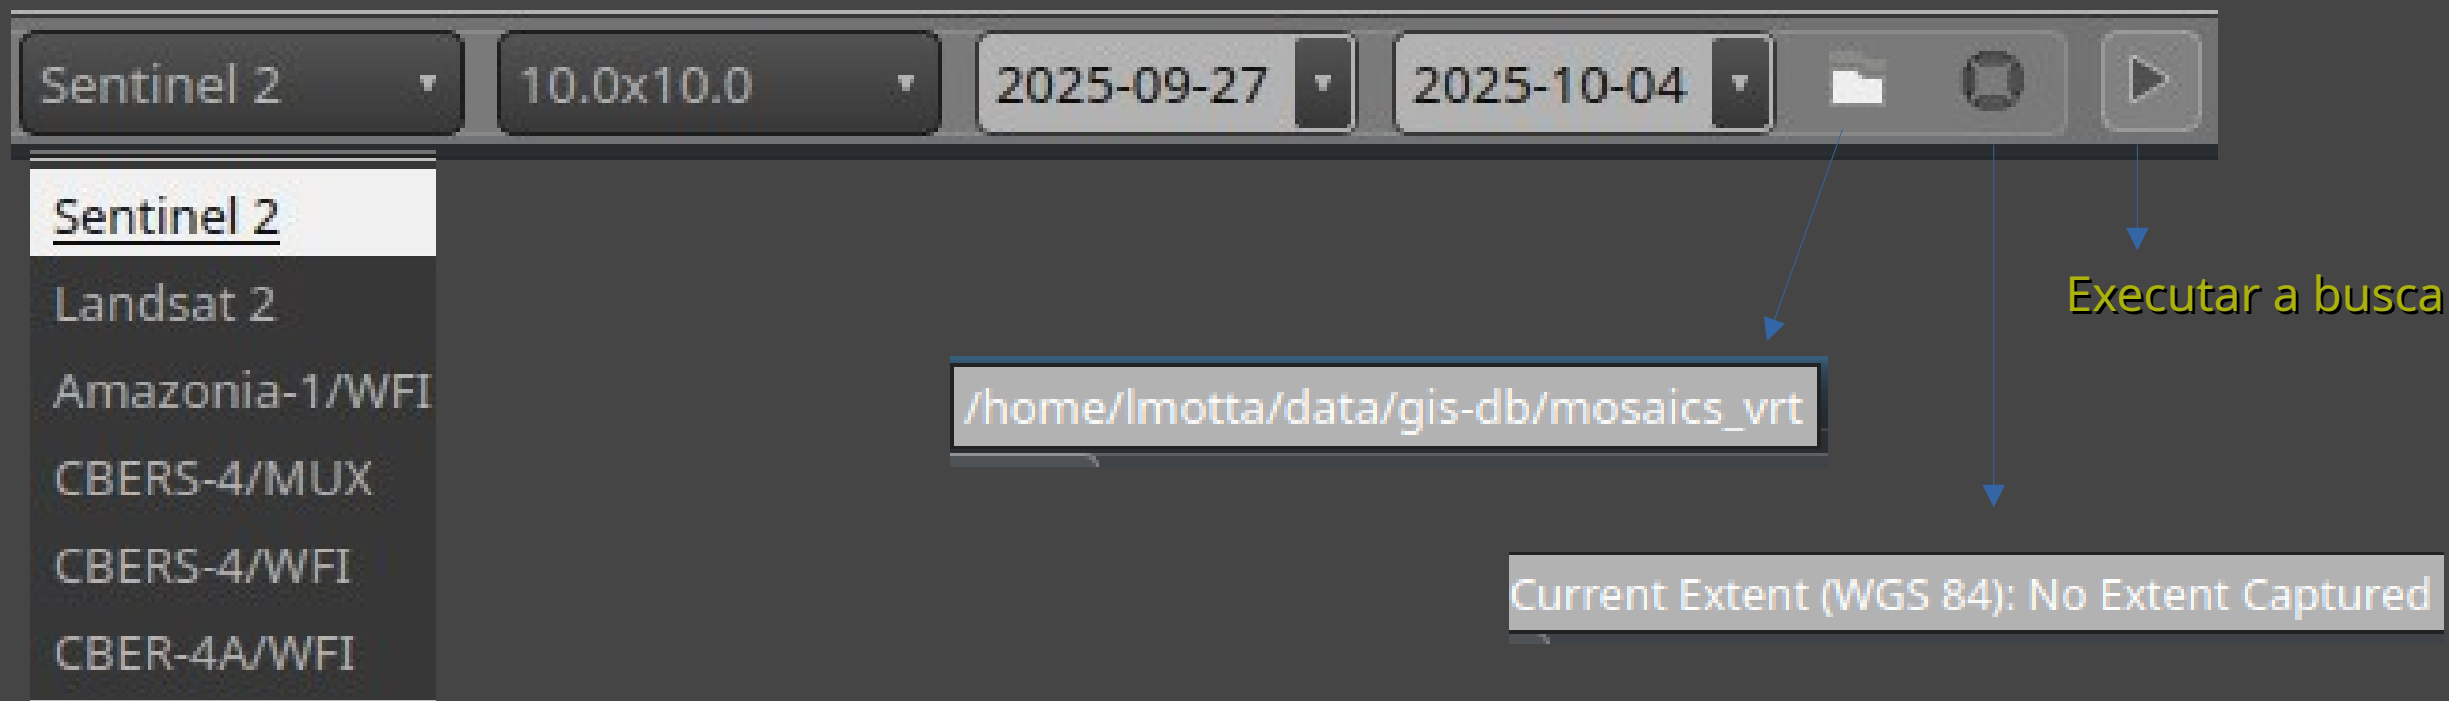 Sentinel 2 10.0x10.0 2025-09-27 2025-10-04
Sentinel 2
Landsat 2
Amazonia-1/WFI
CBERS-4/MUX
CBERS-4/WFI
CBER-4A/WFI
Executar a busca
/home/lmotta/data/gis-db/mosaics_vrt
Current Extent (WGS 84): No Extent Captured